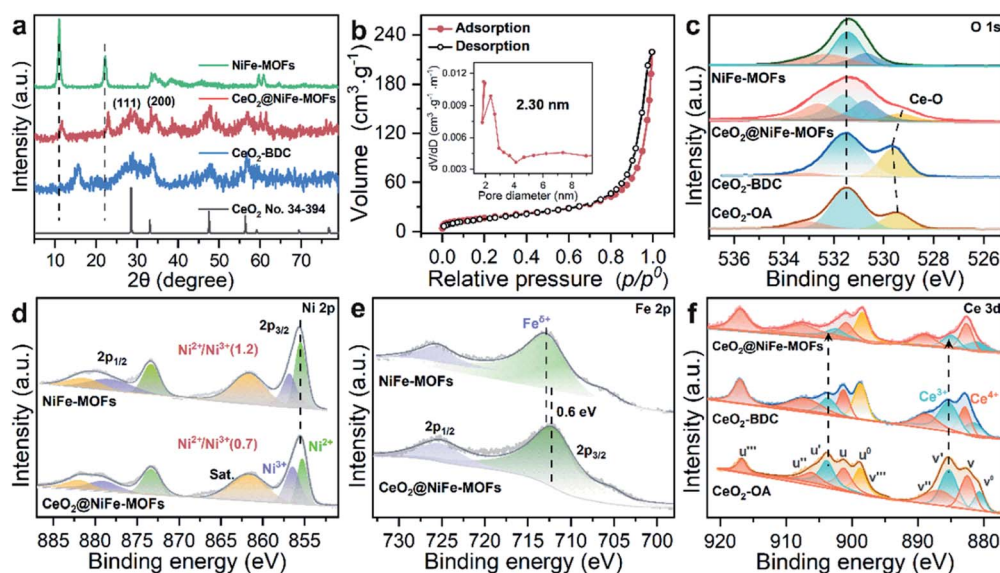 a
Intensity (a.u.)
NiFe-MOFs
(111) (200)
CeO₂@NiFe-MOFs
CeO₂-BDC
CeO₂ No. 34-394
10 20 30 40 50 60 70
2θ (degree)
b
Adsorption
Desorption
Volume (cm³·g⁻¹)
240
180
120
60
0
0.0 0.2 0.4 0.6 0.8 1.0
Relative pressure (p/p⁰)
dV/dD (cm³·g⁻¹·m⁻¹)
0.012
0.009
0.006
0.003
2.30 nm
2 4 6 8
Pore diameter (nm)
c
O 1s
Intensity (a.u.)
NiFe-MOFs
Ce-O
CeO₂@NiFe-MOFs
CeO₂-BDC
CeO₂-OA
536 534 532 530 528 526
Binding energy (eV)
d
Ni 2p
Intensity (a.u.)
2p₃/₂
2p₁/₂
Ni²⁺/Ni³⁺(1.2)
NiFe-MOFs
Ni²⁺/Ni³⁺(0.7)
Sat.
Ni³⁺
Ni²⁺
CeO₂@NiFe-MOFs
885 880 875 870 865 860 855
Binding energy (eV)
e
Fe 2p
Intensity (a.u.)
Feᵟ⁺
NiFe-MOFs
0.6 eV
2p₁/₂
2p₃/₂
CeO₂@NiFe-MOFs
730 725 720 715 710 705 700
Binding energy (eV)
f
Ce 3d
Intensity (a.u.)
CeO₂@NiFe-MOFs
Ce³⁺
Ce⁴⁺
CeO₂-BDC
u''' u'' u' u u⁰ v''' v'' v' v v⁰
CeO₂-OA
920 910 900 890 880
Binding energy (eV)